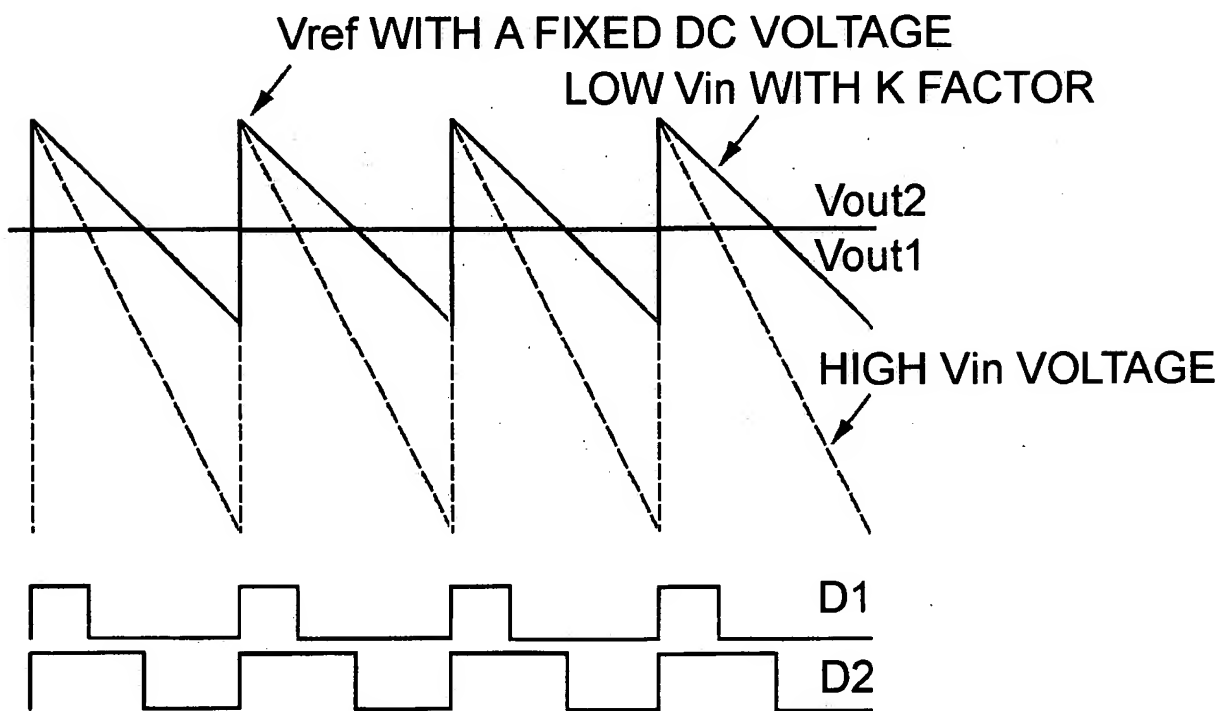 Vref WITH A FIXED DC VOLTAGE
LOW Vin WITH K FACTOR
Vout2
Vout1
HIGH Vin VOLTAGE
D1
D2